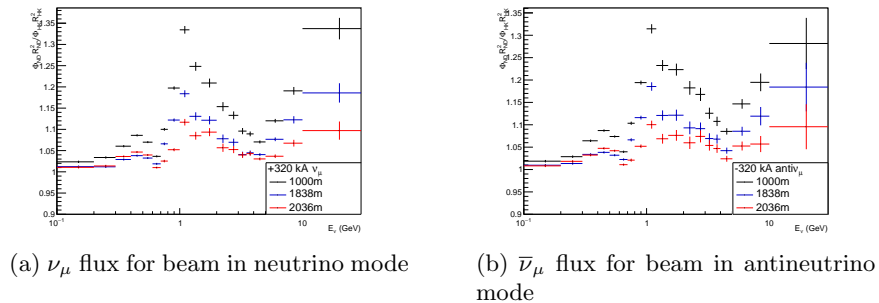 Φ_ND R²_ND/Φ_HK R²_HK
1.35
1.3
1.25
1.2
1.15
1.1
1.05
1
0.95
0.9
+320 kA ν_μ
1000m
1838m
2036m
10⁻¹ 1 10 E_ν (GeV)
(a) ν_μ flux for beam in neutrino mode
Φ_ND R²_ND/Φ_HK R²_HK
1.35
1.3
1.25
1.2
1.15
1.1
1.05
1
0.95
0.9
-320 kA antiν_μ
1000m
1838m
2036m
10⁻¹ 1 10 E_ν (GeV)
(b) ν̅_μ flux for beam in antineutrino
mode